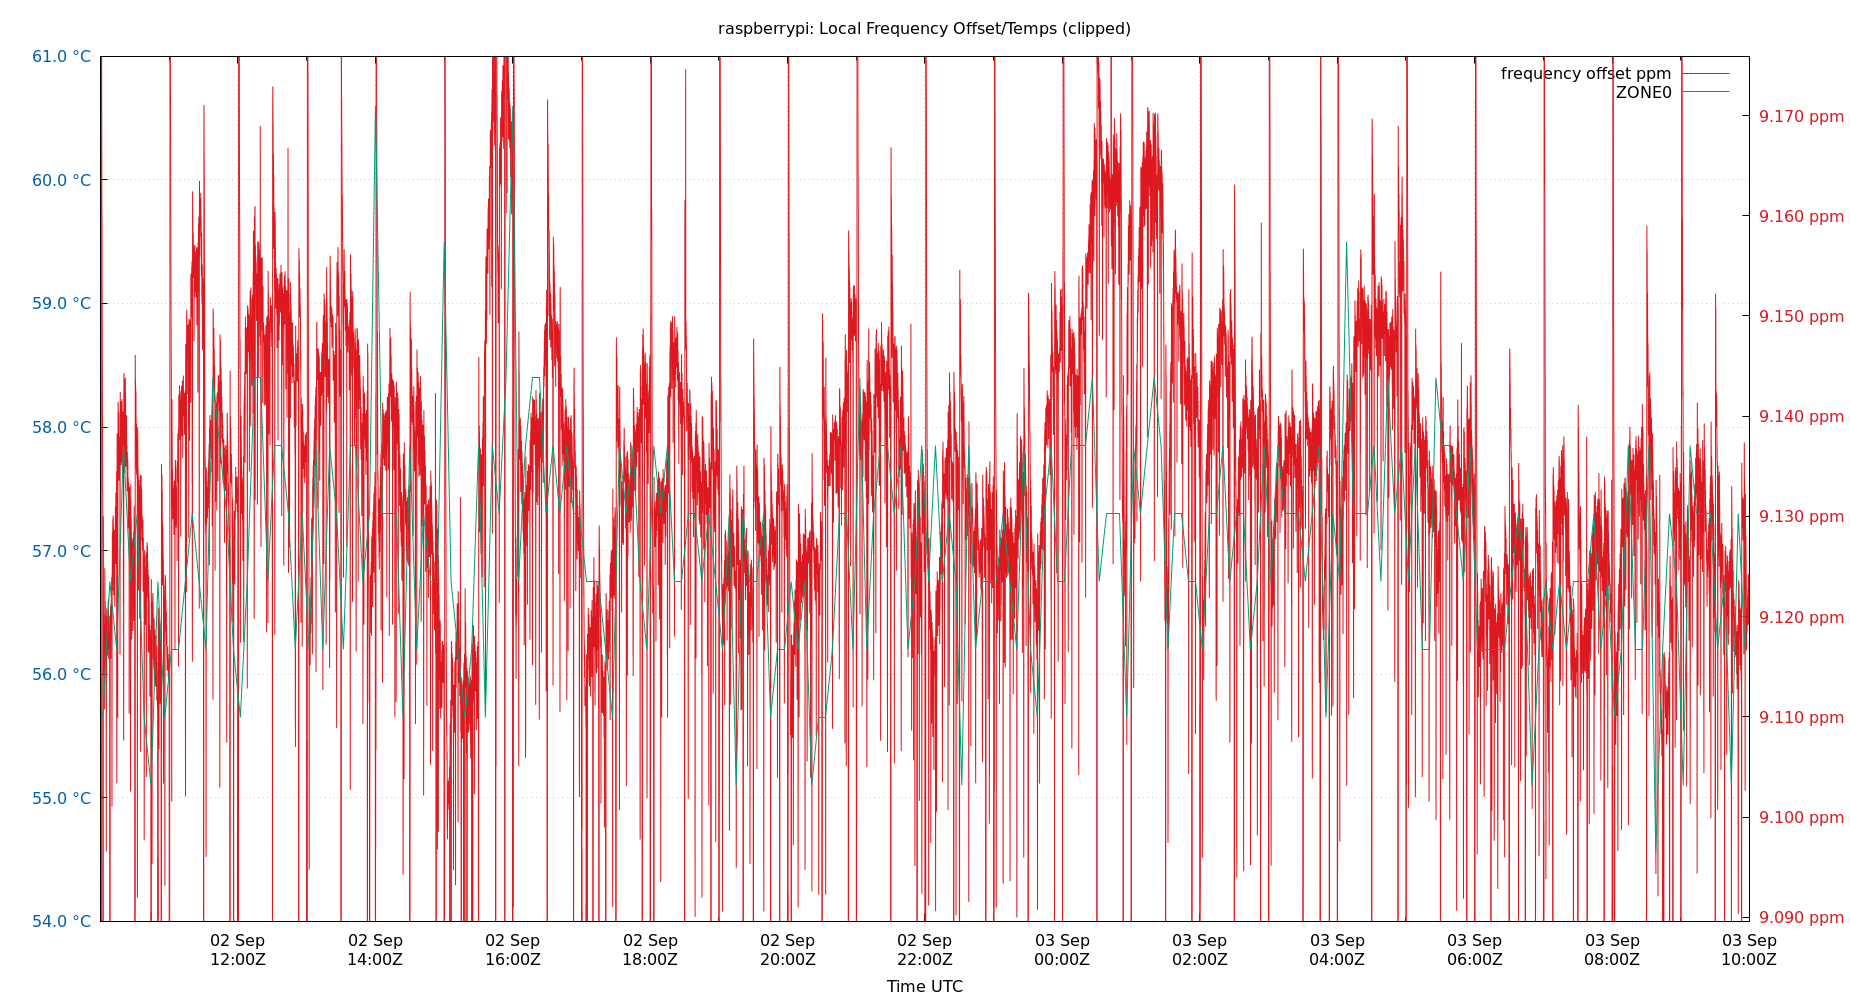 raspberrypi: Local Frequency Offset/Temps (clipped)
frequency offset ppm
ZONE0
61.0 °C
60.0 °C
59.0 °C
58.0 °C
57.0 °C
56.0 °C
55.0 °C
54.0 °C
9.170 ppm
9.160 ppm
9.150 ppm
9.140 ppm
9.130 ppm
9.120 ppm
9.110 ppm
9.100 ppm
9.090 ppm
02 Sep
12:00Z
02 Sep
14:00Z
02 Sep
16:00Z
02 Sep
18:00Z
02 Sep
20:00Z
02 Sep
22:00Z
03 Sep
00:00Z
03 Sep
02:00Z
03 Sep
04:00Z
03 Sep
06:00Z
03 Sep
08:00Z
03 Sep
10:00Z
Time UTC